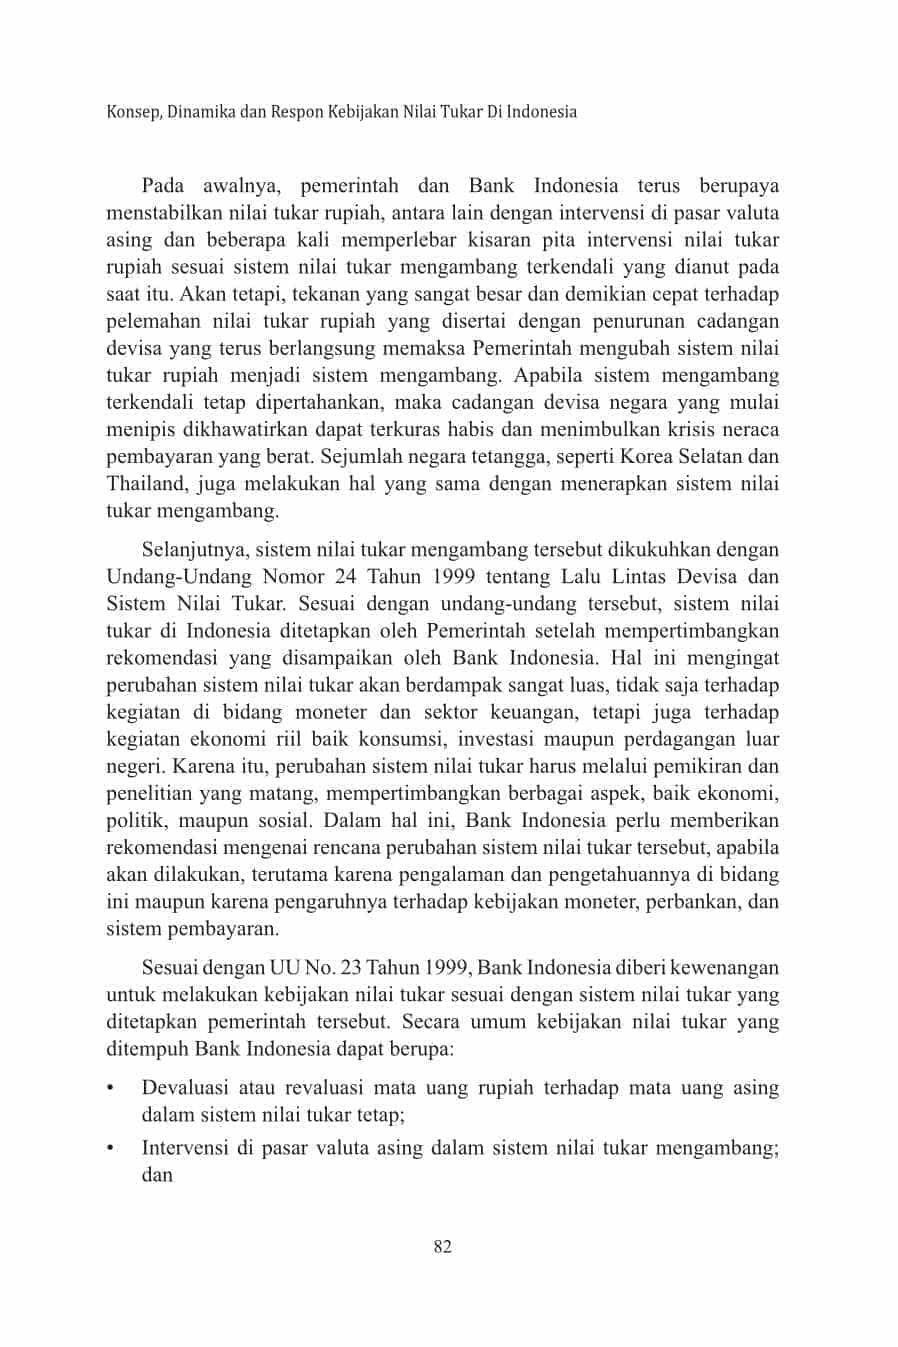 Konsep, Dinamika dan Respon Kebijakan Nilai Tukar Di Indonesia
Pada awalnya, pemerintah dan Bank Indonesia terus berupaya
menstabilkan nilai tukar rupiah, antara lain dengan intervensi di pasar valuta
asing dan beberapa kali memperlebar kisaran pita intervensi nilai tukar
rupiah sesuai sistem nilai tukar mengambang terkendali yang dianut pada
saat itu. Akan tetapi, tekanan yang sangat besar dan demikian cepat terhadap
pelemahan nilai tukar rupiah yang disertai dengan penurunan cadangan
devisa yang terus berlangsung memaksa Pemerintah mengubah sistem nilai
tukar rupiah menjadi sistem mengambang. Apabila sistem mengambang
terkendali tetap dipertahankan, maka cadangan devisa negara yang mulai
menipis dikhawatirkan dapat terkuras habis dan menimbulkan krisis neraca
pembayaran yang berat. Sejumlah negara tetangga, seperti Korea Selatan dan
Thailand, juga melakukan hal yang sama dengan menerapkan sistem nilai
tukar mengambang.
Selanjutnya, sistem nilai tukar mengambang tersebut dikukuhkan dengan
Undang-Undang Nomor 24 Tahun 1999 tentang Lalu Lintas Devisa dan
Sistem Nilai Tukar. Sesuai dengan undang-undang tersebut, sistem nilai
tukar di Indonesia ditetapkan oleh Pemerintah setelah mempertimbangkan
rekomendasi yang disampaikan oleh Bank Indonesia. Hal ini mengingat
perubahan sistem nilai tukar akan berdampak sangat luas, tidak saja terhadap
kegiatan di bidang moneter dan sektor keuangan, tetapi juga terhadap
kegiatan ekonomi riil baik konsumsi, investasi maupun perdagangan luar
negeri. Karena itu, perubahan sistem nilai tukar harus melalui pemikiran dan
penelitian yang matang, mempertimbangkan berbagai aspek, baik ekonomi,
politik, maupun sosial. Dalam hal ini, Bank Indonesia perlu memberikan
rekomendasi mengenai rencana perubahan sistem nilai tukar tersebut, apabila
akan dilakukan, terutama karena pengalaman dan pengetahuannya di bidang
ini maupun karena pengaruhnya terhadap kebijakan moneter, perbankan, dan
sistem pembayaran.
Sesuai dengan UU No. 23 Tahun 1999, Bank Indonesia diberi kewenangan
untuk melakukan kebijakan nilai tukar sesuai dengan sistem nilai tukar yang
ditetapkan pemerintah tersebut. Secara umum kebijakan nilai tukar yang
ditempuh Bank Indonesia dapat berupa:
• Devaluasi atau revaluasi mata uang rupiah terhadap mata uang asing
dalam sistem nilai tukar tetap;
• Intervensi di pasar valuta asing dalam sistem nilai tukar mengambang;
dan
82